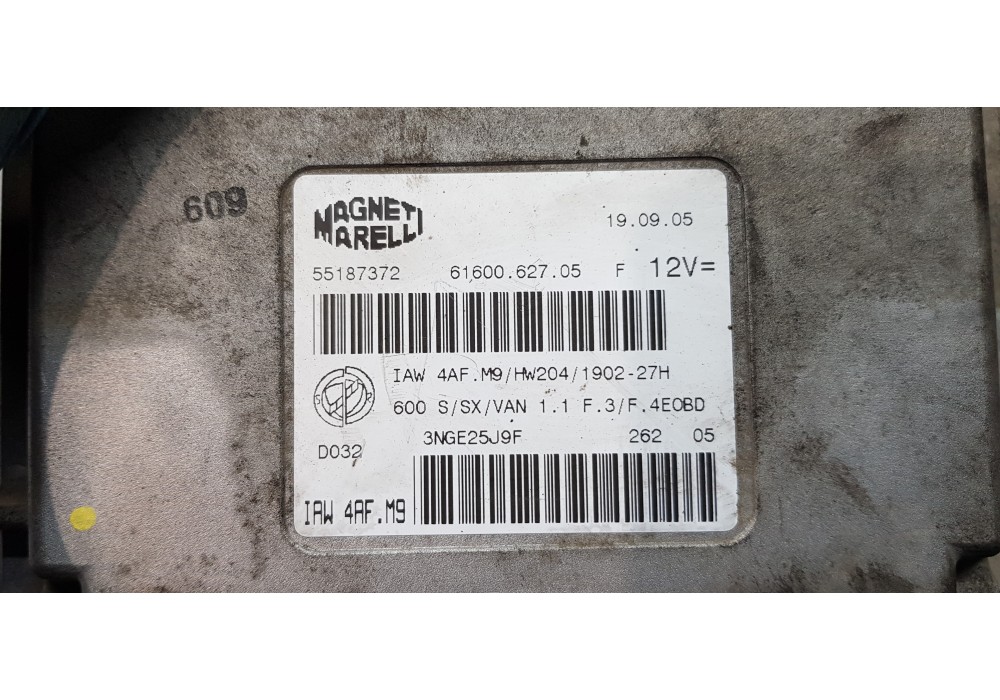 609
MAGNETI
MARELLI
19.09.05
55187372 61600.627.05 F 12V=
IAW 4AF.M9/HW204/1902-27H
600 S/SX/VAN 1.1 F.3/F.4EOBD
3NGE25J9F 262 05
D032
IAW 4AF.M9